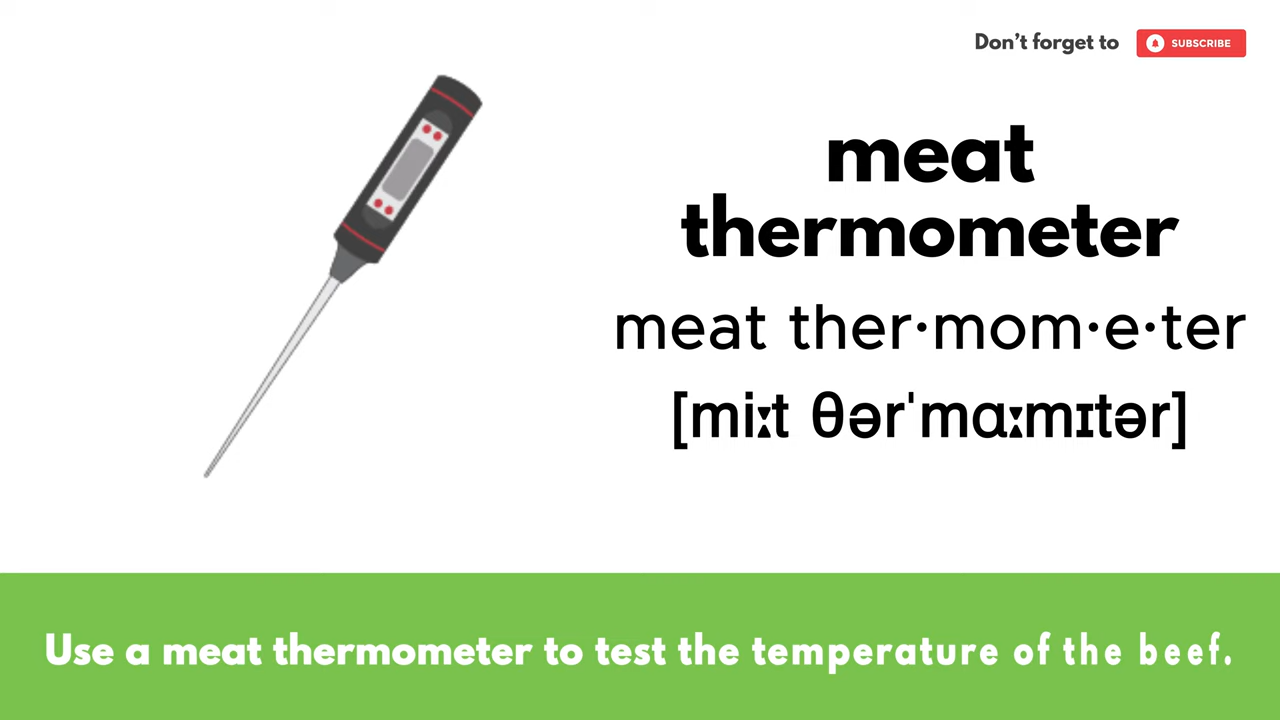 Don't forget to SUBSCRIBE
meat
thermometer
meat ther·mom·e·ter
[miːt θərˈmɑːmɪtər]
Use a meat thermometer to test the temperature of the beef.